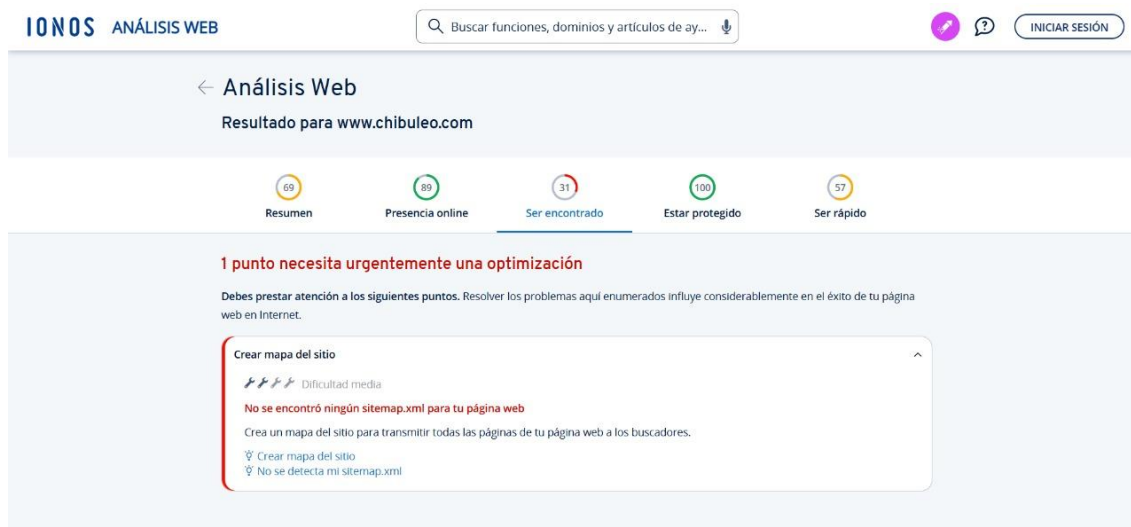 IONOS ANÁLISIS WEB
Buscar funciones, dominios y artículos de ay...
INICIAR SESIÓN
← Análisis Web
Resultado para www.chibuleo.com
69 89 31 100 57
Resumen Presencia online Ser encontrado Estar protegido Ser rápido
1 punto necesita urgentemente una optimización
Debes prestar atención a los siguientes puntos. Resolver los problemas aquí enumerados influye considerablemente en el éxito de tu página
web en Internet.
Crear mapa del sitio
Dificultad media
No se encontró ningún sitemap.xml para tu página web
Crea un mapa del sitio para transmitir todas las páginas de tu página web a los buscadores.
Crear mapa del sitio
No se detecta mi sitemap.xml